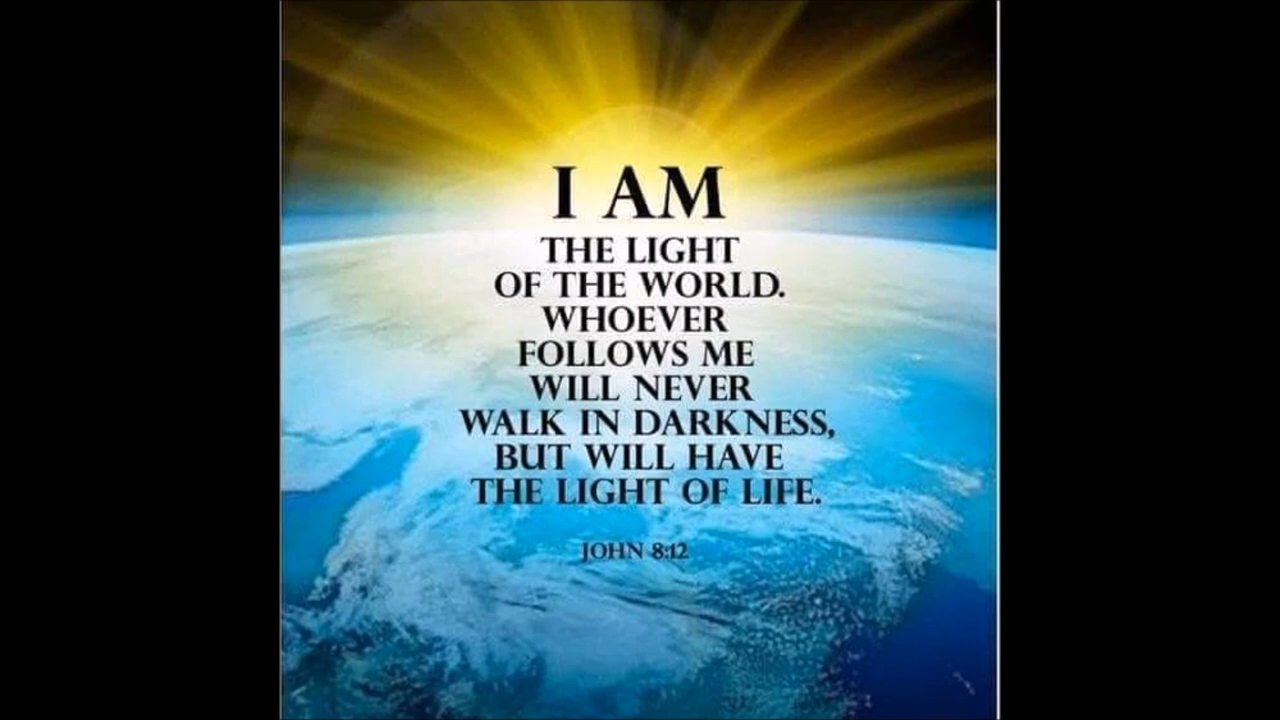 I AM
THE LIGHT
OF THE WORLD.
WHOEVER
FOLLOWS ME
WILL NEVER
WALK IN DARKNESS,
BUT WILL HAVE
THE LIGHT OF LIFE.
JOHN 8:12